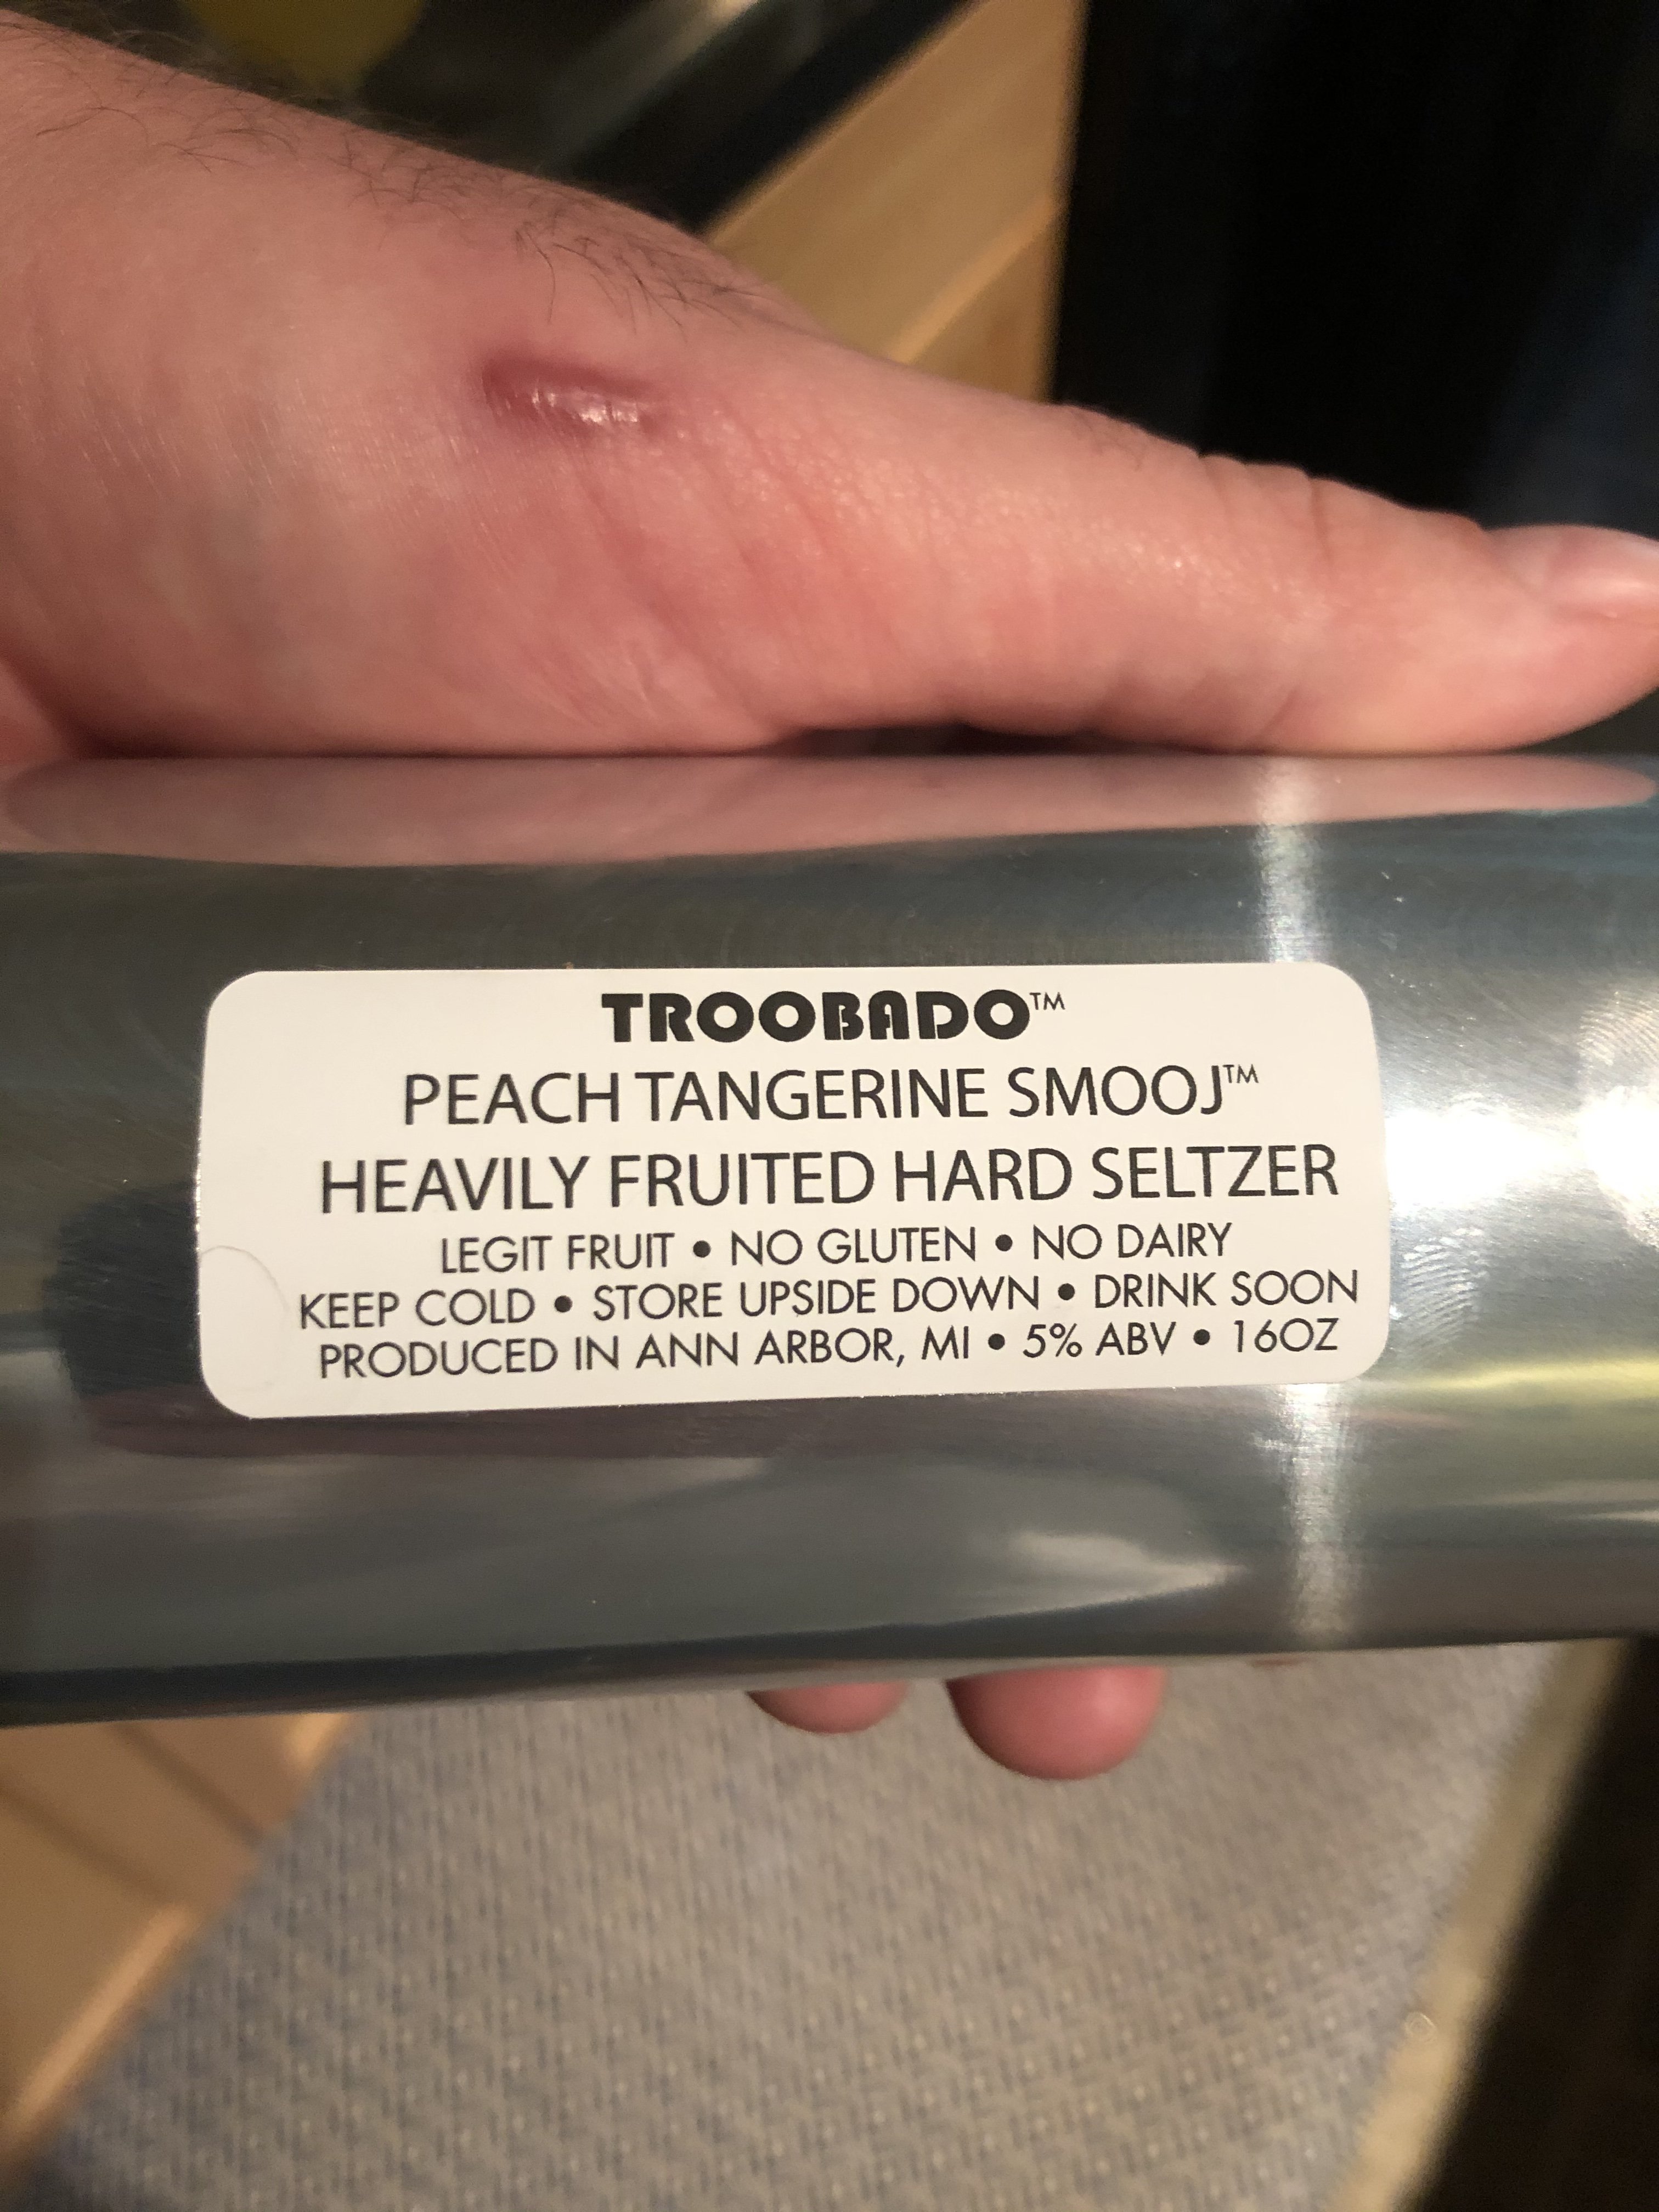 TROOBADO™
PEACH TANGERINE SMOOJ™
HEAVILY FRUITED HARD SELTZER
LEGIT FRUIT • NO GLUTEN • NO DAIRY
KEEP COLD • STORE UPSIDE DOWN • DRINK SOON
PRODUCED IN ANN ARBOR, MI • 5% ABV • 16OZ